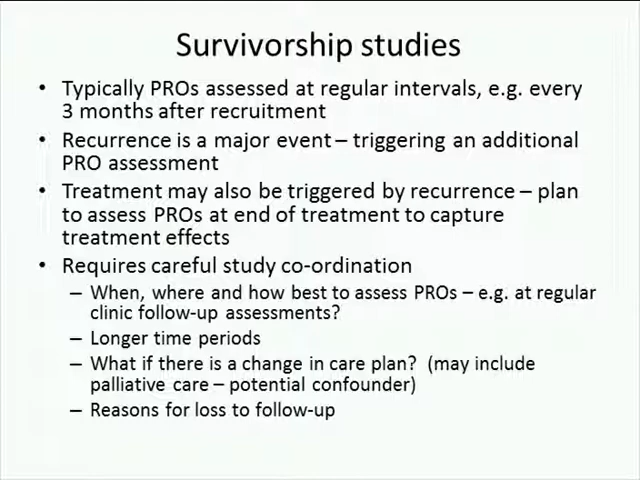 Survivorship studies
• Typically PROs assessed at regular intervals, e.g. every
3 months after recruitment
• Recurrence is a major event – triggering an additional
PRO assessment
• Treatment may also be triggered by recurrence – plan
to assess PROs at end of treatment to capture
treatment effects
• Requires careful study co-ordination
– When, where and how best to assess PROs – e.g. at regular
clinic follow-up assessments?
– Longer time periods
– What if there is a change in care plan? (may include
palliative care – potential confounder)
– Reasons for loss to follow-up